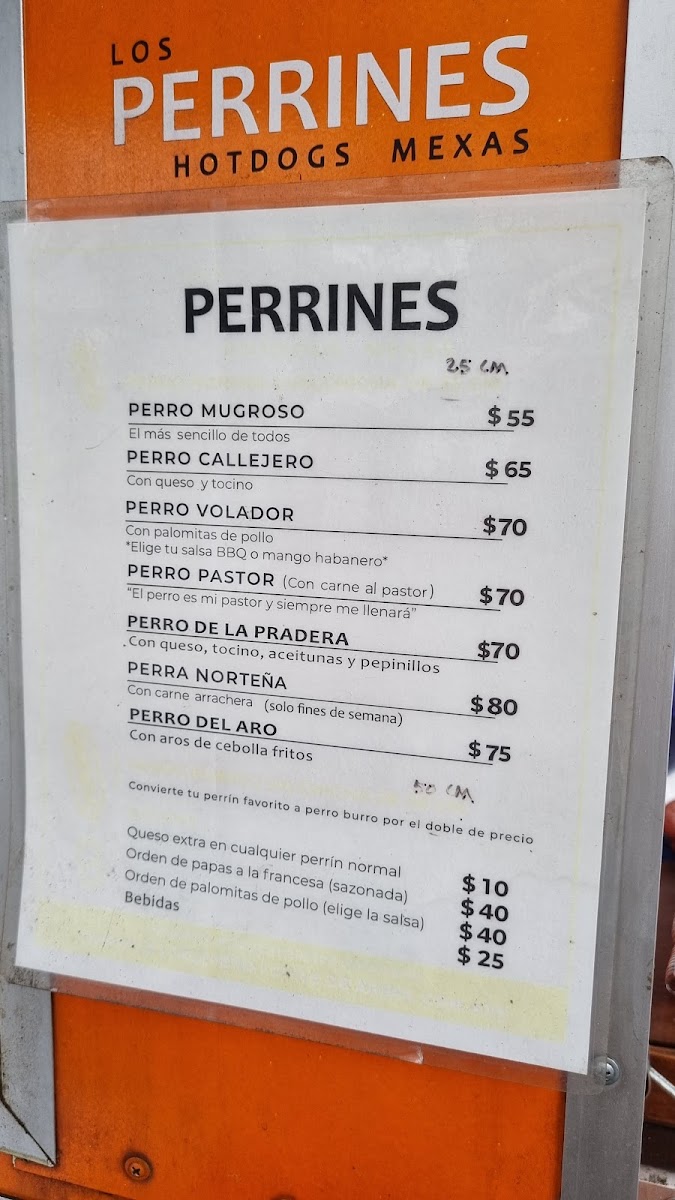 LOS
PERRINES
HOTDOGS MEXAS
PERRINES
25 CM
PERRO MUGROSO $55
El más sencillo de todos
PERRO CALLEJERO $65
Con queso y tocino
PERRO VOLADOR $70
Con palomitas de pollo
*Elige tu salsa BBQ o mango habanero*
PERRO PASTOR (Con carne al pastor) $70
"El perro es mi pastor y siempre me llenará"
PERRO DE LA PRADERA $70
Con queso, tocino, aceitunas y pepinillos
PERRA NORTEÑA $80
Con carne arrachera (solo fines de semana)
PERRO DEL ARO $75
Con aros de cebolla fritos
50 CM
Convierte tu perrín favorito a perro burro por el doble de precio
Queso extra en cualquier perrín normal $10
Orden de papas a la francesa (sazonada) $40
Orden de palomitas de pollo (elige la salsa) $40
Bebidas $25